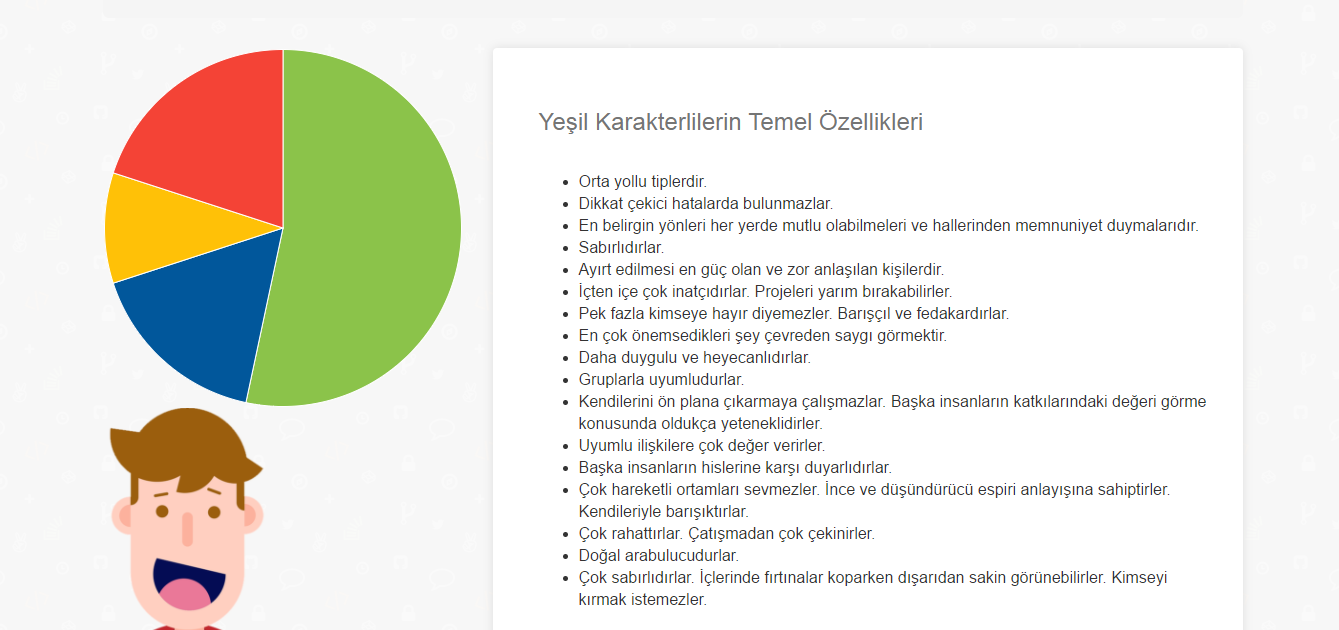 Yeşil Karakterlilerin Temel Özellikleri
Orta yollu tiplerdir.
Dikkat çekici hatalarda bulunmazlar.
En belirgin yönleri her yerde mutlu olabilmeleri ve hallerinden memnuniyet duymalarıdır.
Sabırlıdırlar.
Ayırt edilmesi en güç olan ve zor anlaşılan kişilerdir.
İçten içe çok inatçıdırlar. Projeleri yarım bırakabilirler.
Pek fazla kimseye hayır diyemezler. Barışçıl ve fedakardırlar.
En çok önemsedikleri şey çevreden saygı görmektir.
Daha duygulu ve heyecanlıdırlar.
Gruplarla uyumludurlar.
Kendilerini ön plana çıkarmaya çalışmazlar. Başka insanların katkılarındaki değeri görme
konusunda oldukça yeteneklidirler.
Uyumlu ilişkilere çok değer verirler.
Başka insanların hislerine karşı duyarlıdırlar.
Çok hareketli ortamları sevmezler. İnce ve düşündürücü espiri anlayışına sahiptirler.
Kendileriyle barışıktırlar.
Çok rahattırlar. Çatışmadan çok çekinirler.
Doğal arabulucudurlar.
Çok sabırlıdırlar. İçlerinde fırtınalar koparken dışarıdan sakin görünebilirler. Kimseyi
kırmak istemezler.